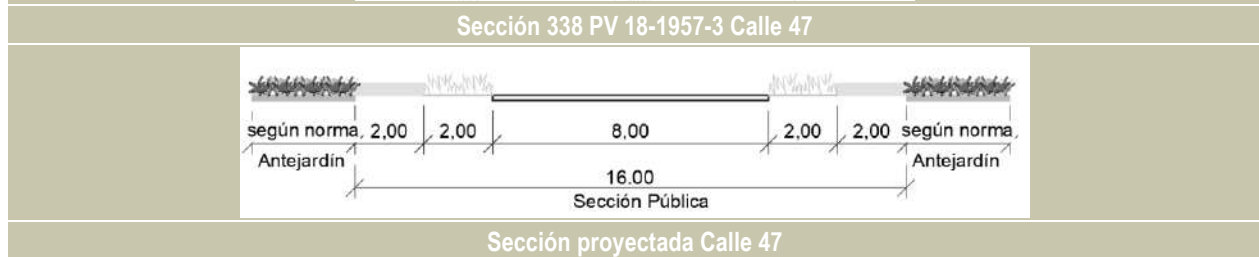 Sección 338 PV 18-1957-3 Calle 47
según norma 2,00 2,00 8,00 2,00 2,00 según norma
Antejardín Antejardín
16.00
Sección Pública
Sección proyectada Calle 47